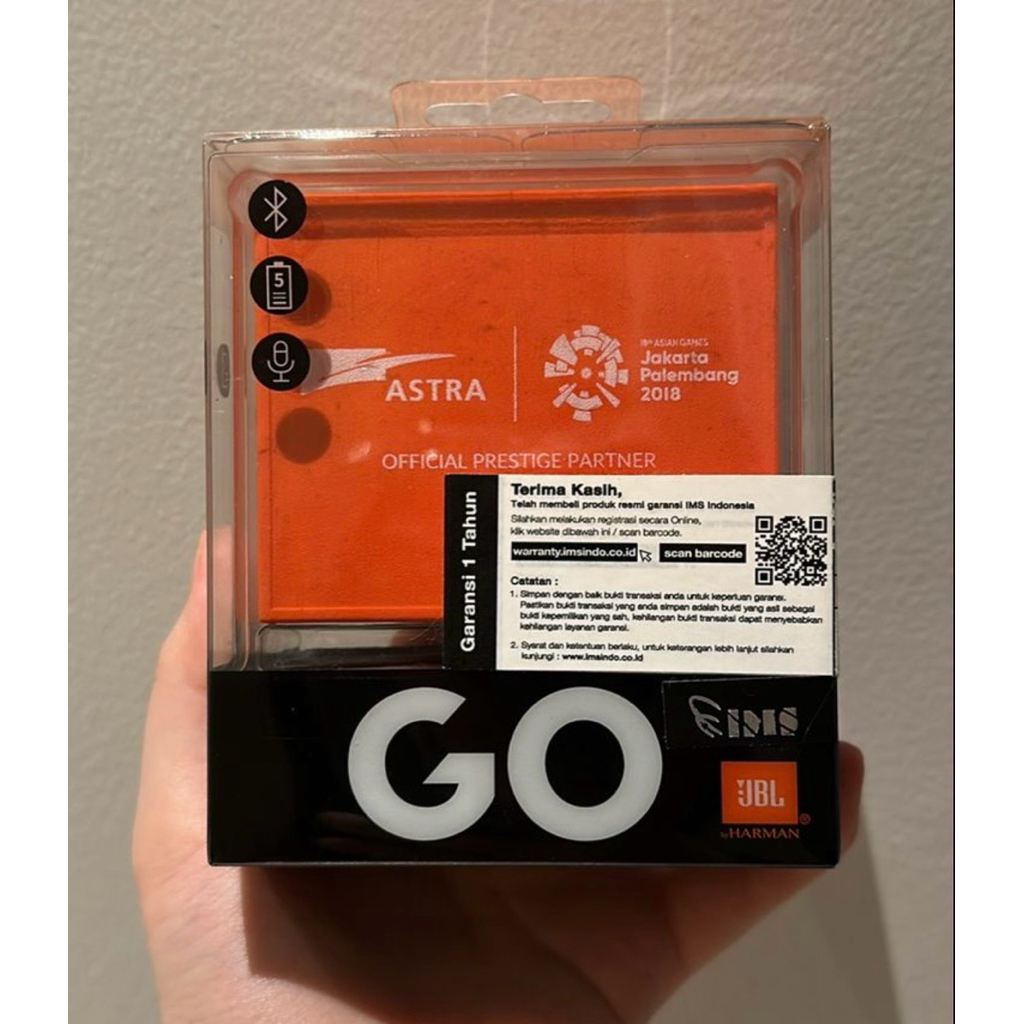 5
ASTRA
18th ASIAN GAMES
Jakarta
Palembang
2018
OFFICIAL PRESTIGE PARTNER
Garansi 1 Tahun
Terima Kasih,
Telah membeli produk resmi garansi IMS Indonesia
Silahkan melakukan registrasi secara Online,
klik website dibawah ini / scan barcode.
warranty.imsindo.co.id scan barcode
Catatan :
1. Simpan dengan baik bukti transaksi anda untuk keperluan garansi.
Pastikan bukti transaksi yang anda simpan adalah bukti yang asli sebagai
bukti kepemilikan yang sah, kehilangan bukti transaksi dapat menyebabkan
kehilangan layanan garansi.
2. Syarat dan ketentuan berlaku, untuk keterangan lebih lanjut silahkan
kunjungi : www.imsindo.co.id
GO
IMS
JBL®
by HARMAN